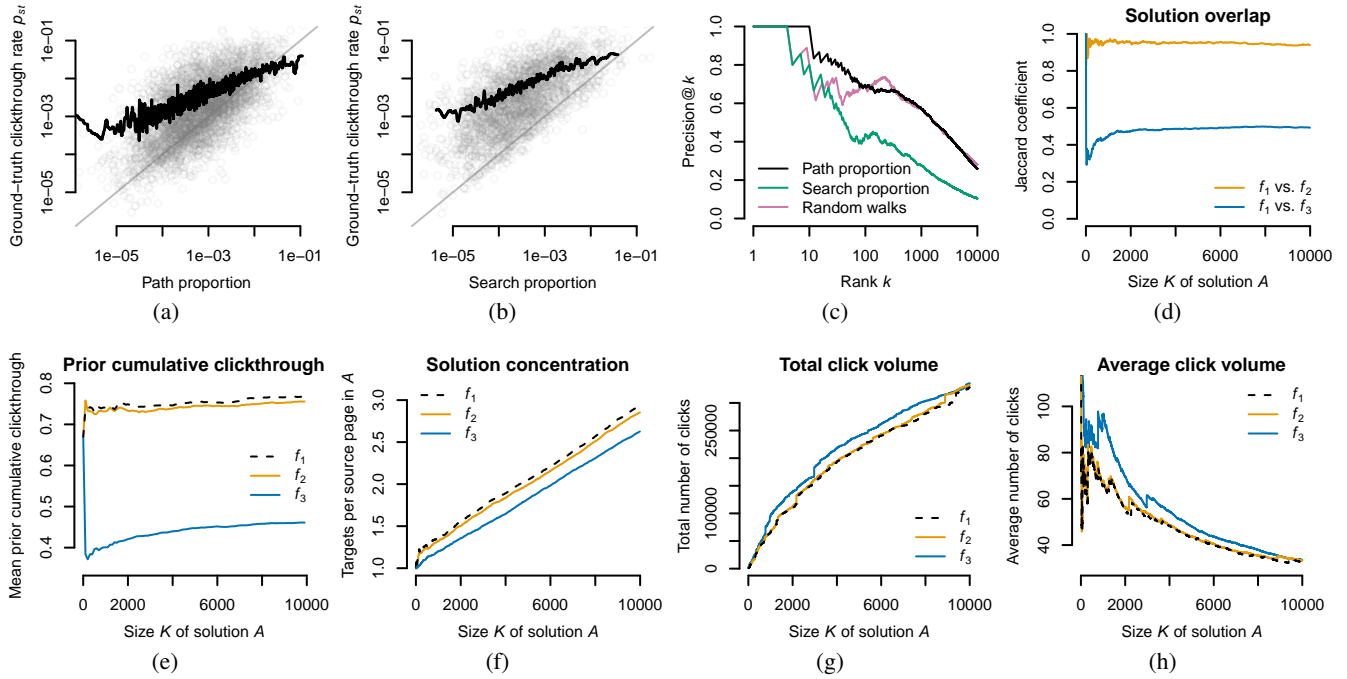 Ground−truth clickthrough rate pst
1e−05 1e−03 1e−01
1e−05 1e−03 1e−01
Path proportion
(a)
Ground−truth clickthrough rate pst
1e−05 1e−03 1e−01
1e−05 1e−03 1e−01
Search proportion
(b)
Precision@k
0.0 0.2 0.4 0.6 0.8 1.0
Path proportion
Search proportion
Random walks
1 10 100 1000 10000
Rank k
(c)
Solution overlap
Jaccard coefficient
0.0 0.2 0.4 0.6 0.8 1.0
f1 vs. f2
f1 vs. f3
0 2000 6000 10000
Size K of solution A
(d)
Prior cumulative clickthrough
Mean prior cumulative clickthrough
0.4 0.5 0.6 0.7 0.8
f1
f2
f3
0 2000 6000 10000
Size K of solution A
(e)
Solution concentration
Targets per source page in A
1.0 1.5 2.0 2.5 3.0
f1
f2
f3
0 2000 6000 10000
Size K of solution A
(f)
Total click volume
Total number of clicks
0 100000 250000
f1
f2
f3
0 2000 6000 10000
Size K of solution A
(g)
Average click volume
Average number of clicks
40 60 80 100
f1
f2
f3
0 2000 6000 10000
Size K of solution A
(h)